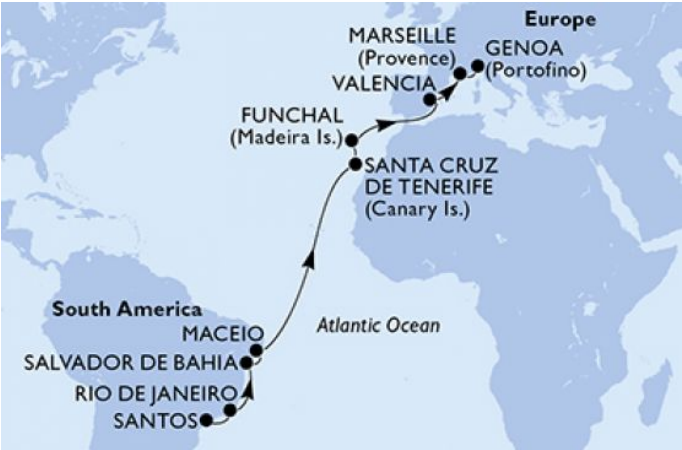 Europe
MARSEILLE
(Provence)
GENOA
(Portofino)
VALENCIA
FUNCHAL
(Madeira Is.)
SANTA CRUZ
DE TENERIFE
(Canary Is.)
South America
Atlantic Ocean
MACEIO
SALVADOR DE BAHIA
RIO DE JANEIRO
SANTOS